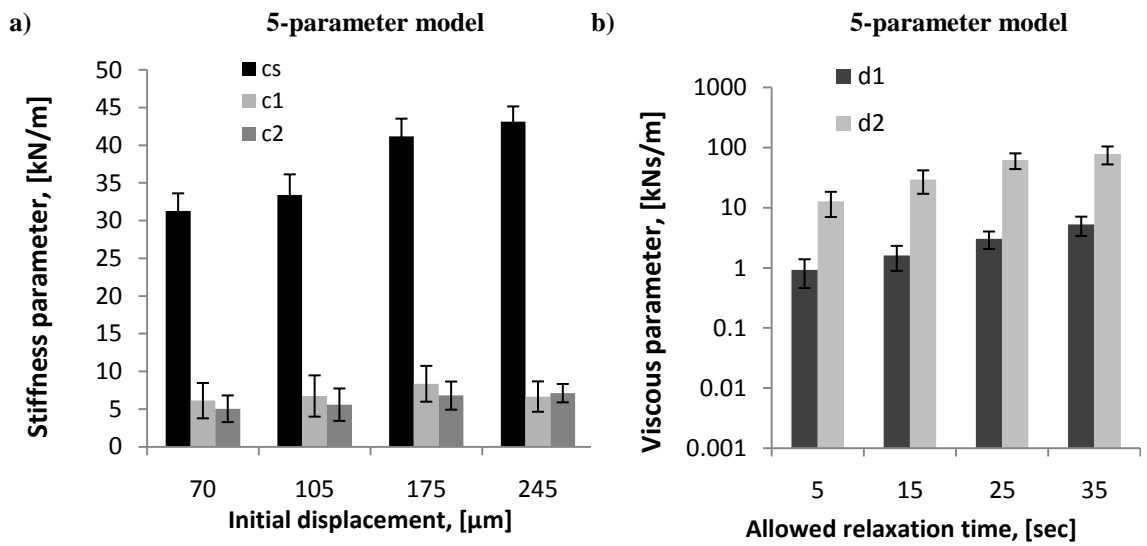 a)
5-parameter model
cs
c1
c2
50
45
40
35
30
25
20
15
10
5
0
Stiffness parameter, [kN/m]
70 105 175 245
Initial displacement, [µm]
b)
5-parameter model
d1
d2
1000
100
10
1
0.1
0.01
0.001
Viscous parameter, [kNs/m]
5 15 25 35
Allowed relaxation time, [sec]